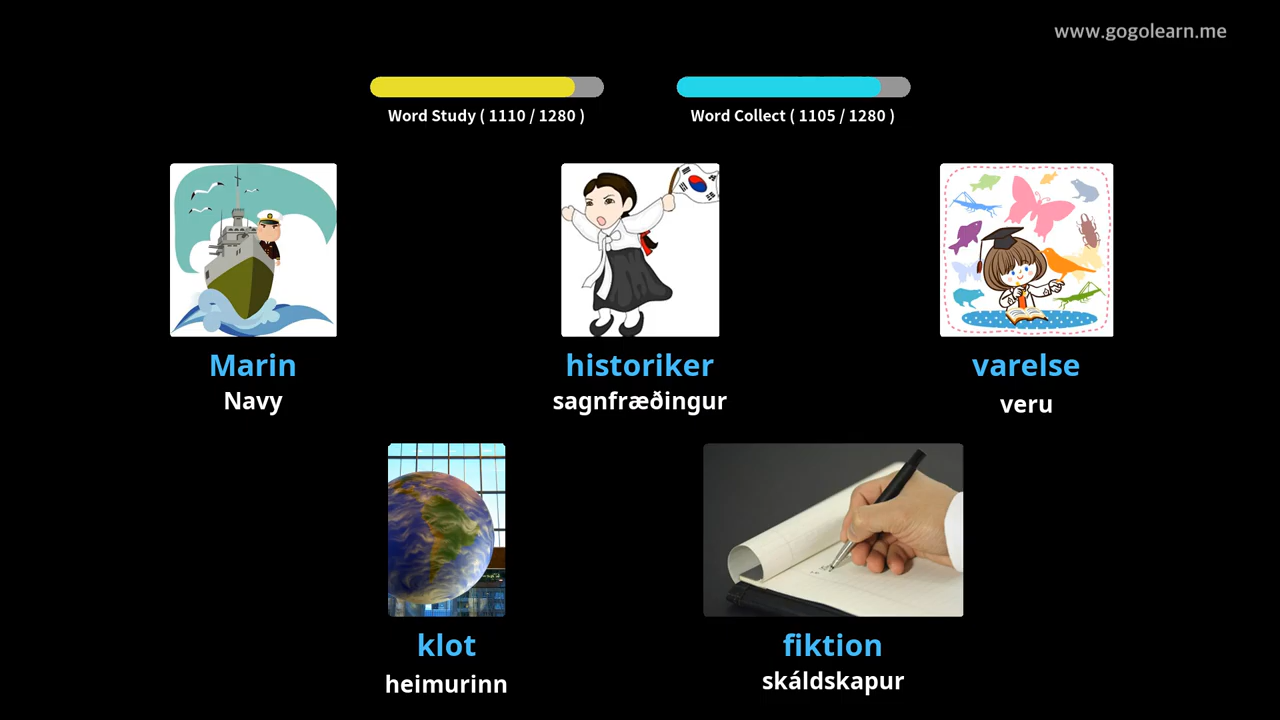 www.gogolearn.me
Word Study ( 1110 / 1280 )
Word Collect ( 1105 / 1280 )
Marin
Navy
historiker
sagnfræðingur
varelse
veru
klot
heimurinn
fiktion
skáldskapur